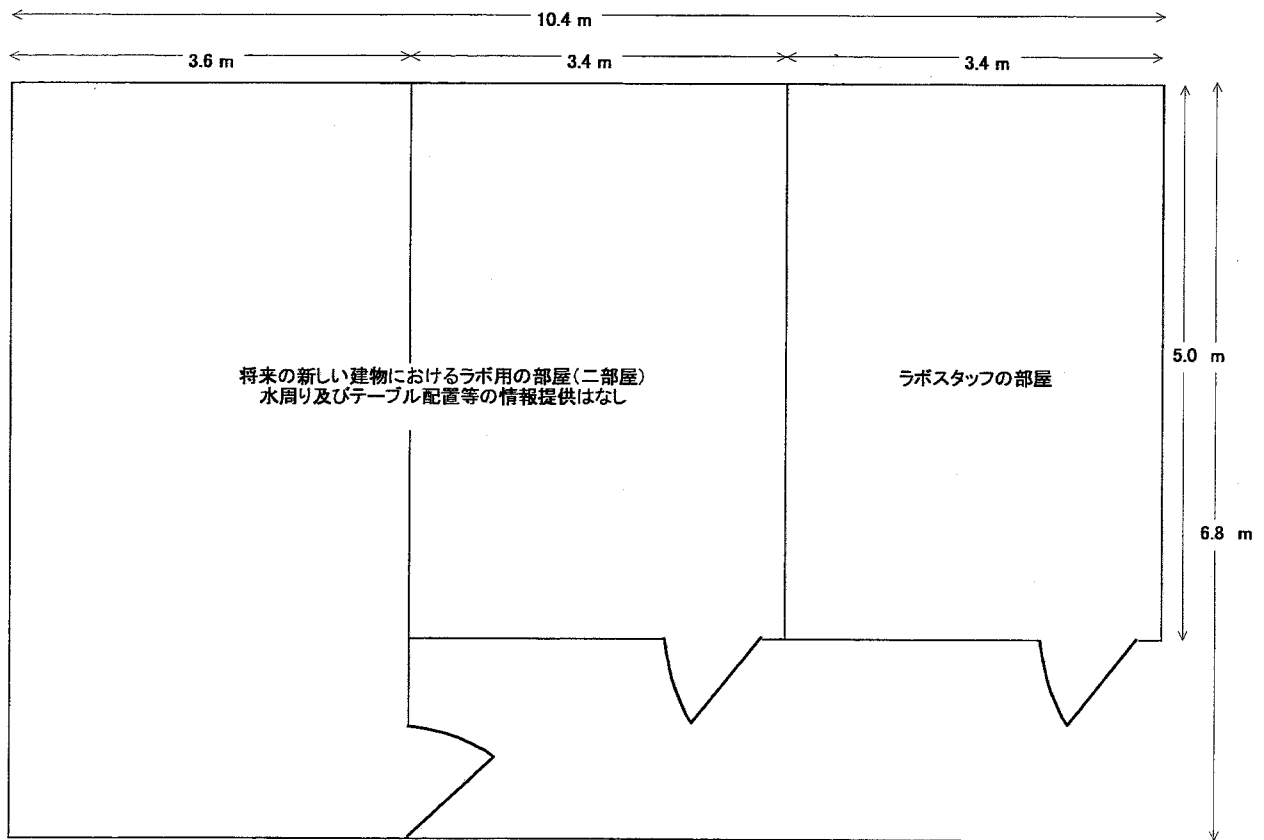 10.4 m
3.6 m
3.4 m
3.4 m
将来の新しい建物におけるラボ用の部屋(二部屋)
水周り及びテーブル配置等の情報提供はなし
ラボスタッフの部屋
5.0 m
6.8 m